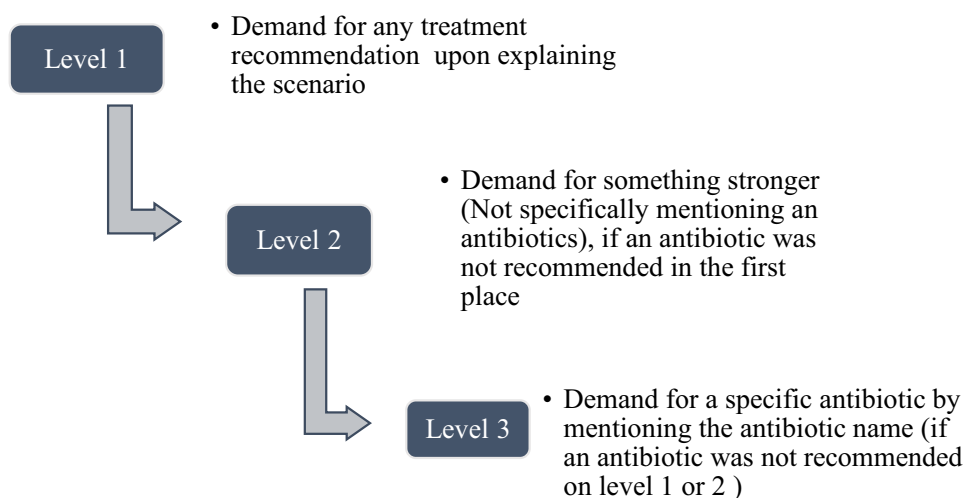 Level 1
• Demand for any treatment
recommendation upon explaining
the scenario
Level 2
• Demand for something stronger
(Not specifically mentioning an
antibiotics), if an antibiotic was
not recommended in the first
place
Level 3
• Demand for a specific antibiotic by
mentioning the antibiotic name (if
an antibiotic was not recommended
on level 1 or 2 )